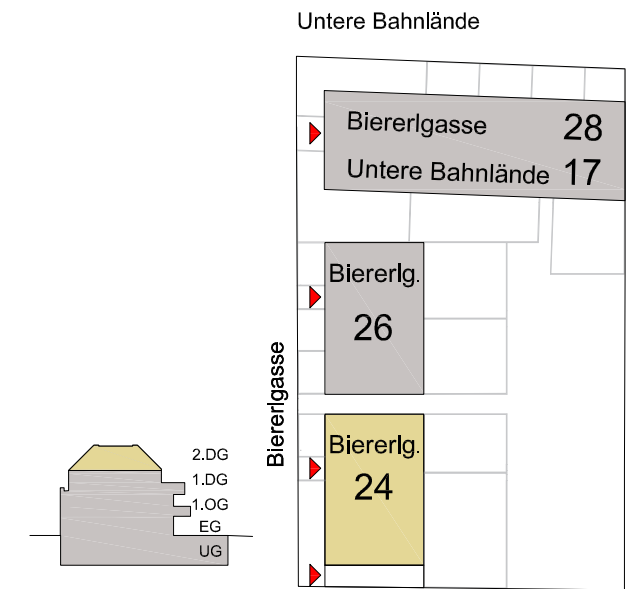 Untere Bahnlände
Biererlgasse 28
Untere Bahnlände 17
Biererlg.
26
Biererlgasse
Biererlg.
24
2.DG
1.DG
1.OG
EG
UG